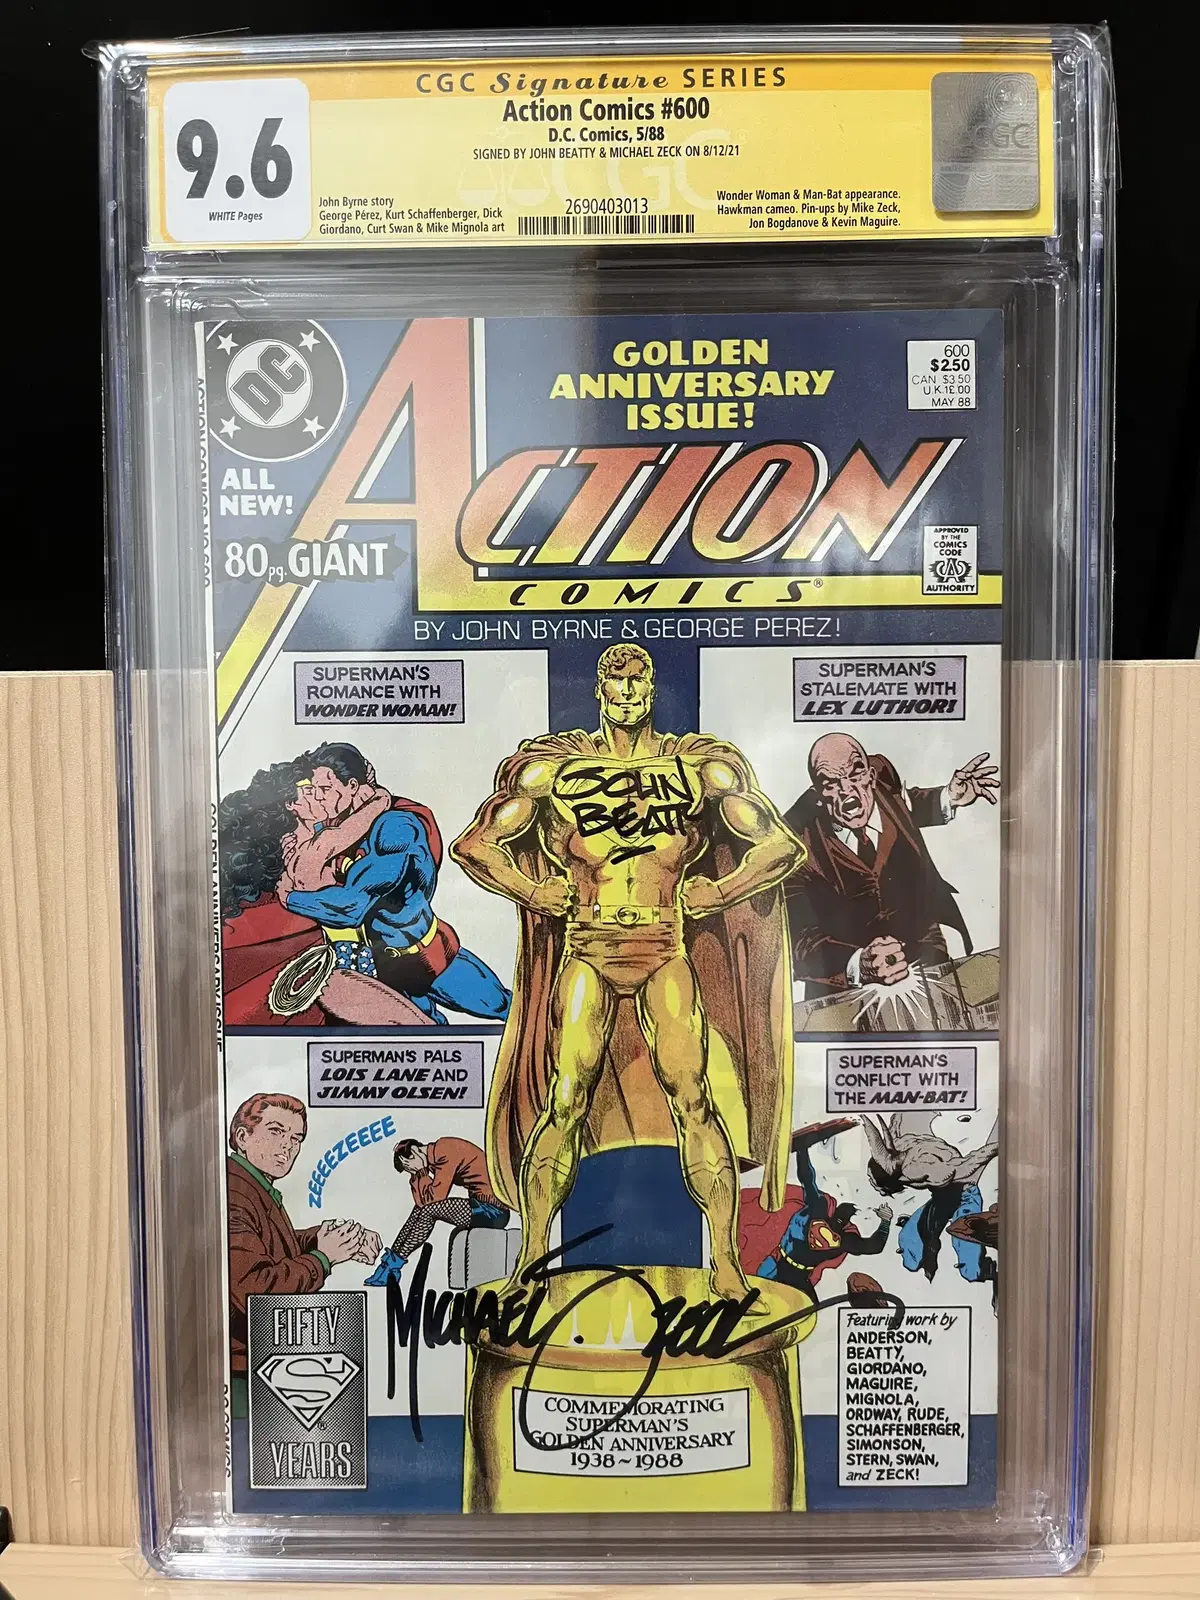 CGC Signature SERIES
Action Comics #600
D.C. Comics, 5/88
SIGNED BY JOHN BEATTY & MICHAEL ZECK ON 8/12/21
9.6
WHITE Pages
John Byrne story
George Pérez, Kurt Schaffenberger, Dick
Giordano, Curt Swan & Mike Mignola art
2690403013
Wonder Woman & Man-Bat appearance.
Hawkman cameo. Pin-ups by Mike Zeck,
Jon Bogdanove & Kevin Maguire.
CGC
DC
GOLDEN
ANNIVERSARY
ISSUE!
600
$2.50
CAN. $3.50
U.K. 1£.00
MAY 88
ALL
NEW!
80pg. GIANT
ACTION
COMICS®
APPROVED
BY THE
COMICS
CODE
CA
AUTHORITY
BY JOHN BYRNE & GEORGE PEREZ!
SUPERMAN'S
ROMANCE WITH
WONDER WOMAN!
SUPERMAN'S
STALEMATE WITH
LEX LUTHOR!
JOHN
BEATTY
SUPERMAN'S PALS
LOIS LANE AND
JIMMY OLSEN!
SUPERMAN'S
CONFLICT WITH
THE MAN-BAT!
ZEEEEZEEEE
MICHAEL J. ZECK
FIFTY
S
YEARS
COMMEMORATING
SUPERMAN'S
GOLDEN ANNIVERSARY
1938~1988
Featuring work by
ANDERSON,
BEATTY,
GIORDANO,
MAGUIRE,
MIGNOLA,
ORDWAY, RUDE,
SCHAFFENBERGER,
SIMONSON,
STERN, SWAN,
and ZECK!
GOLDEN ANNIVERSARY ISSUE